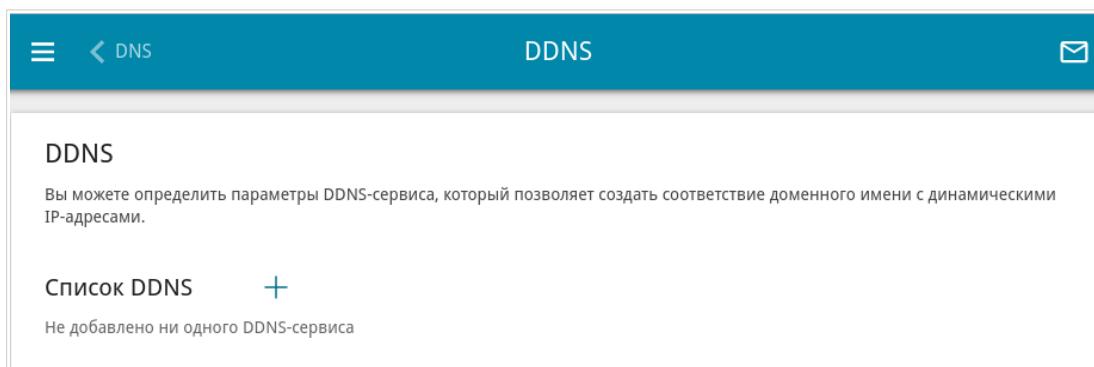 DNS
DDNS
DDNS
Вы можете определить параметры DDNS-сервиса, который позволяет создать соответствие доменного имени с динамическими
IP-адресами.
Список DDNS
Не добавлено ни одного DDNS-сервиса